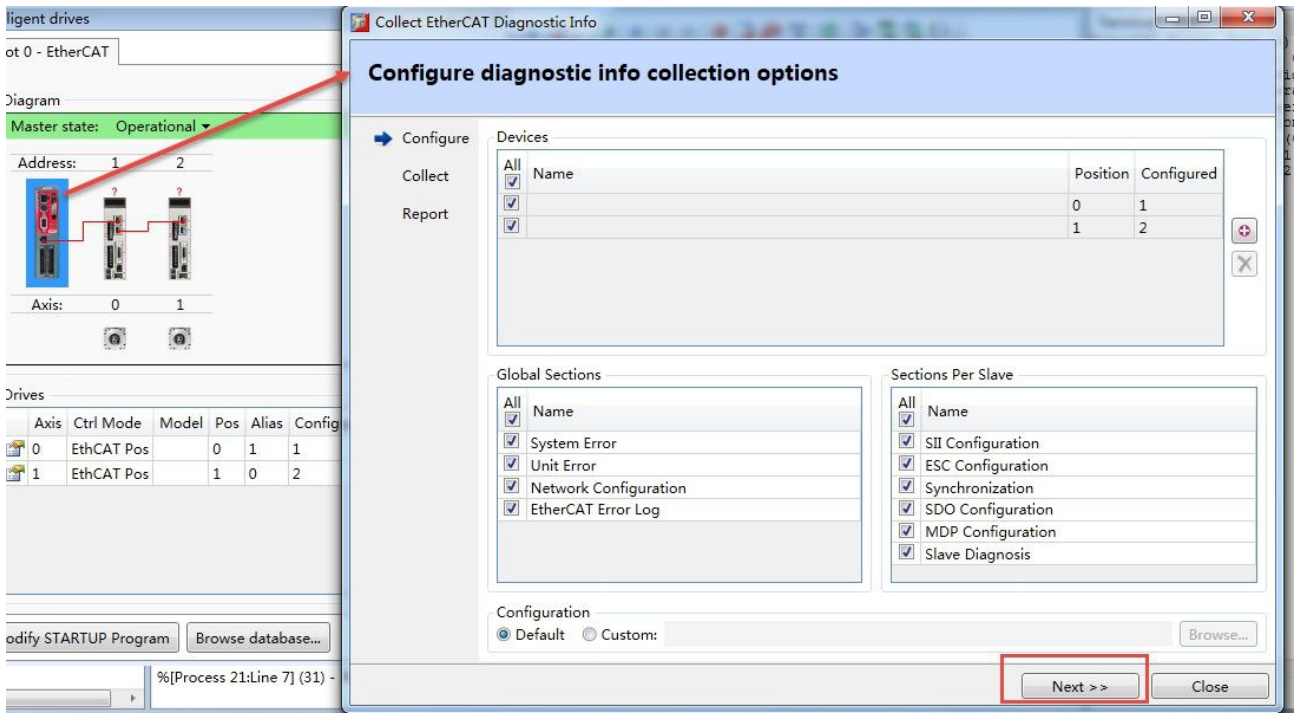 ligent drives
ot 0 - EtherCAT
Diagram
Master state: Operational
Address: 1 2
? ?
Axis: 0 1
Drives
Axis Ctrl Mode Model Pos Alias Config
0 EthCAT Pos 0 1 1
1 EthCAT Pos 1 0 2
odify STARTUP Program Browse database...
%[Process 21:Line 7] (31) -
Collect EtherCAT Diagnostic Info
Configure diagnostic info collection options
Configure
Collect
Report
Devices
All Name Position Configured
0 1
1 2
Global Sections
All Name
System Error
Unit Error
Network Configuration
EtherCAT Error Log
Sections Per Slave
All Name
SII Configuration
ESC Configuration
Synchronization
SDO Configuration
MDP Configuration
Slave Diagnosis
Configuration
Default Custom: Browse...
Next >> Close